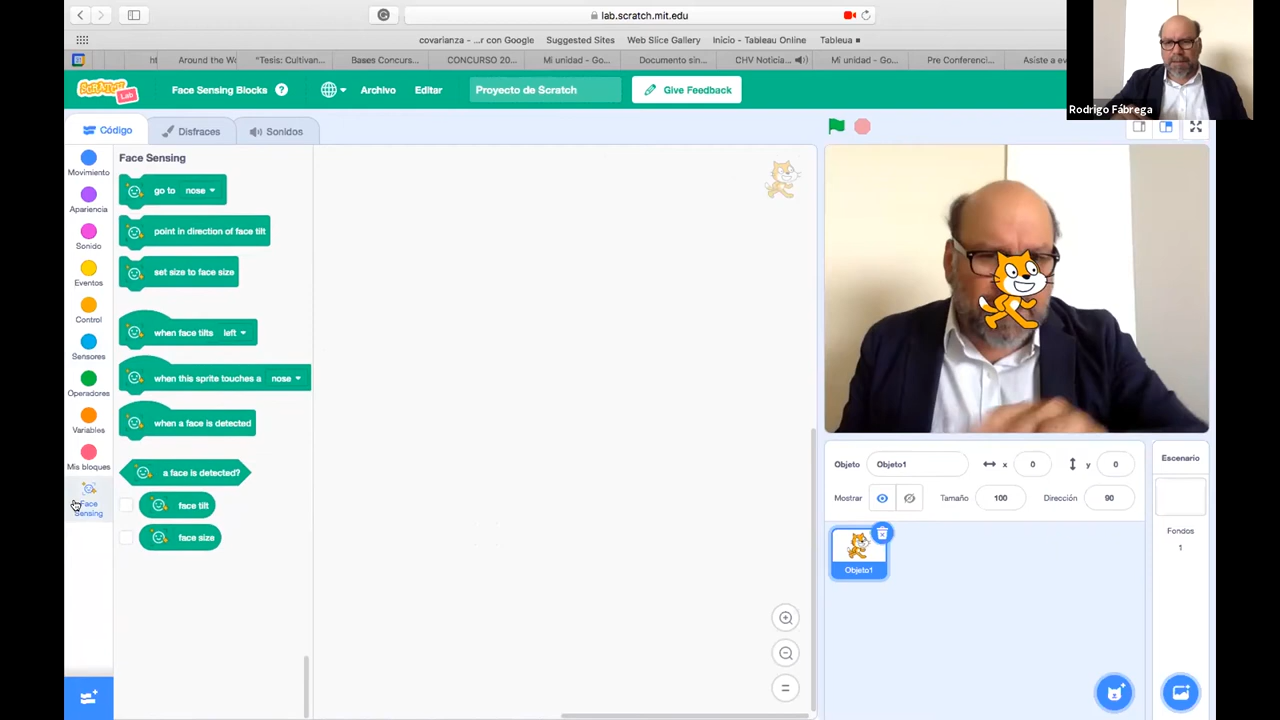 lab.scratch.mit.edu
covarianza ...r con Google Suggested Sites Web Slice Gallery Inicio - Tableau Online Tableua
ht Around the Wo "Tesis: Cultivan... Bases Concurs... CONCURSO 20... Mi unidad - Go... Documento sin... CHV Noticia... Mi unidad - Go... Pre Conferenci... Asiste a e
Rodrigo Fábrega
SCRATCH Lab Face Sensing Blocks ? Archivo Editar Proyecto de Scratch Give Feedback
Código Disfraces Sonidos
Movimiento
Apariencia
Sonido
Eventos
Control
Sensores
Operadores
Variables
Mis bloques
Face Sensing
Face Sensing
go to nose
point in direction of face tilt
set size to face size
when face tilts left
when this sprite touches a nose
when a face is detected
a face is detected?
face tilt
face size
Objeto Objeto1 x 0 y 0
Mostrar Tamaño 100 Dirección 90
Objeto1
Escenario
Fondos
1